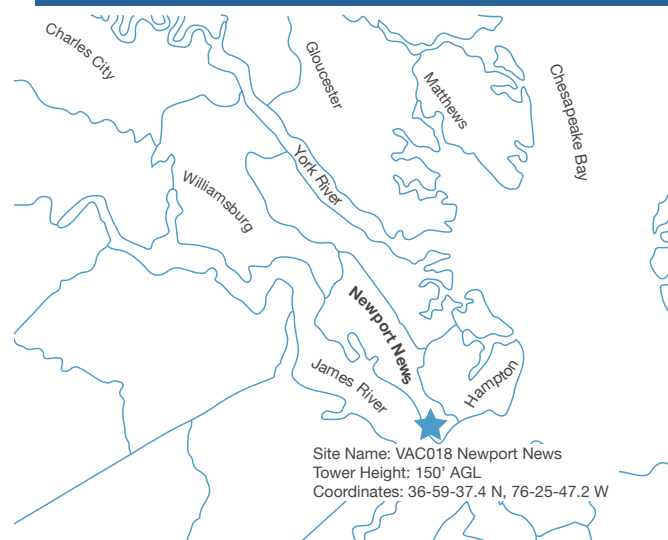 Charles City
Gloucester
Matthews
Chesapeake Bay
York River
Williamsburg
Newport News
James River
Hampton
Site Name: VAC018 Newport News
Tower Height: 150’ AGL
Coordinates: 36-59-37.4 N, 76-25-47.2 W